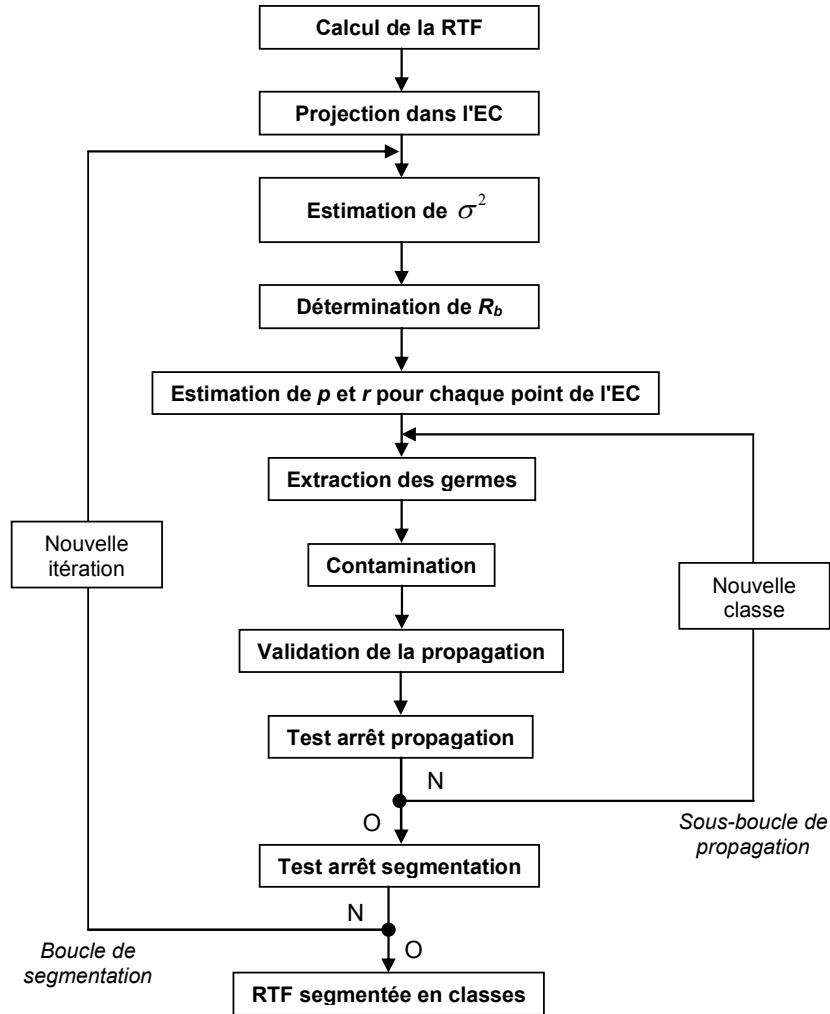 Calcul de la RTF
Projection dans l'EC
Estimation de σ²
Détermination de R_b
Estimation de p et r pour chaque point de l'EC
Extraction des germes
Nouvelle
itération
Contamination
Nouvelle
classe
Validation de la propagation
Test arrêt propagation
N
O
Sous-boucle de
propagation
Test arrêt segmentation
N
O
Boucle de
segmentation
RTF segmentée en classes